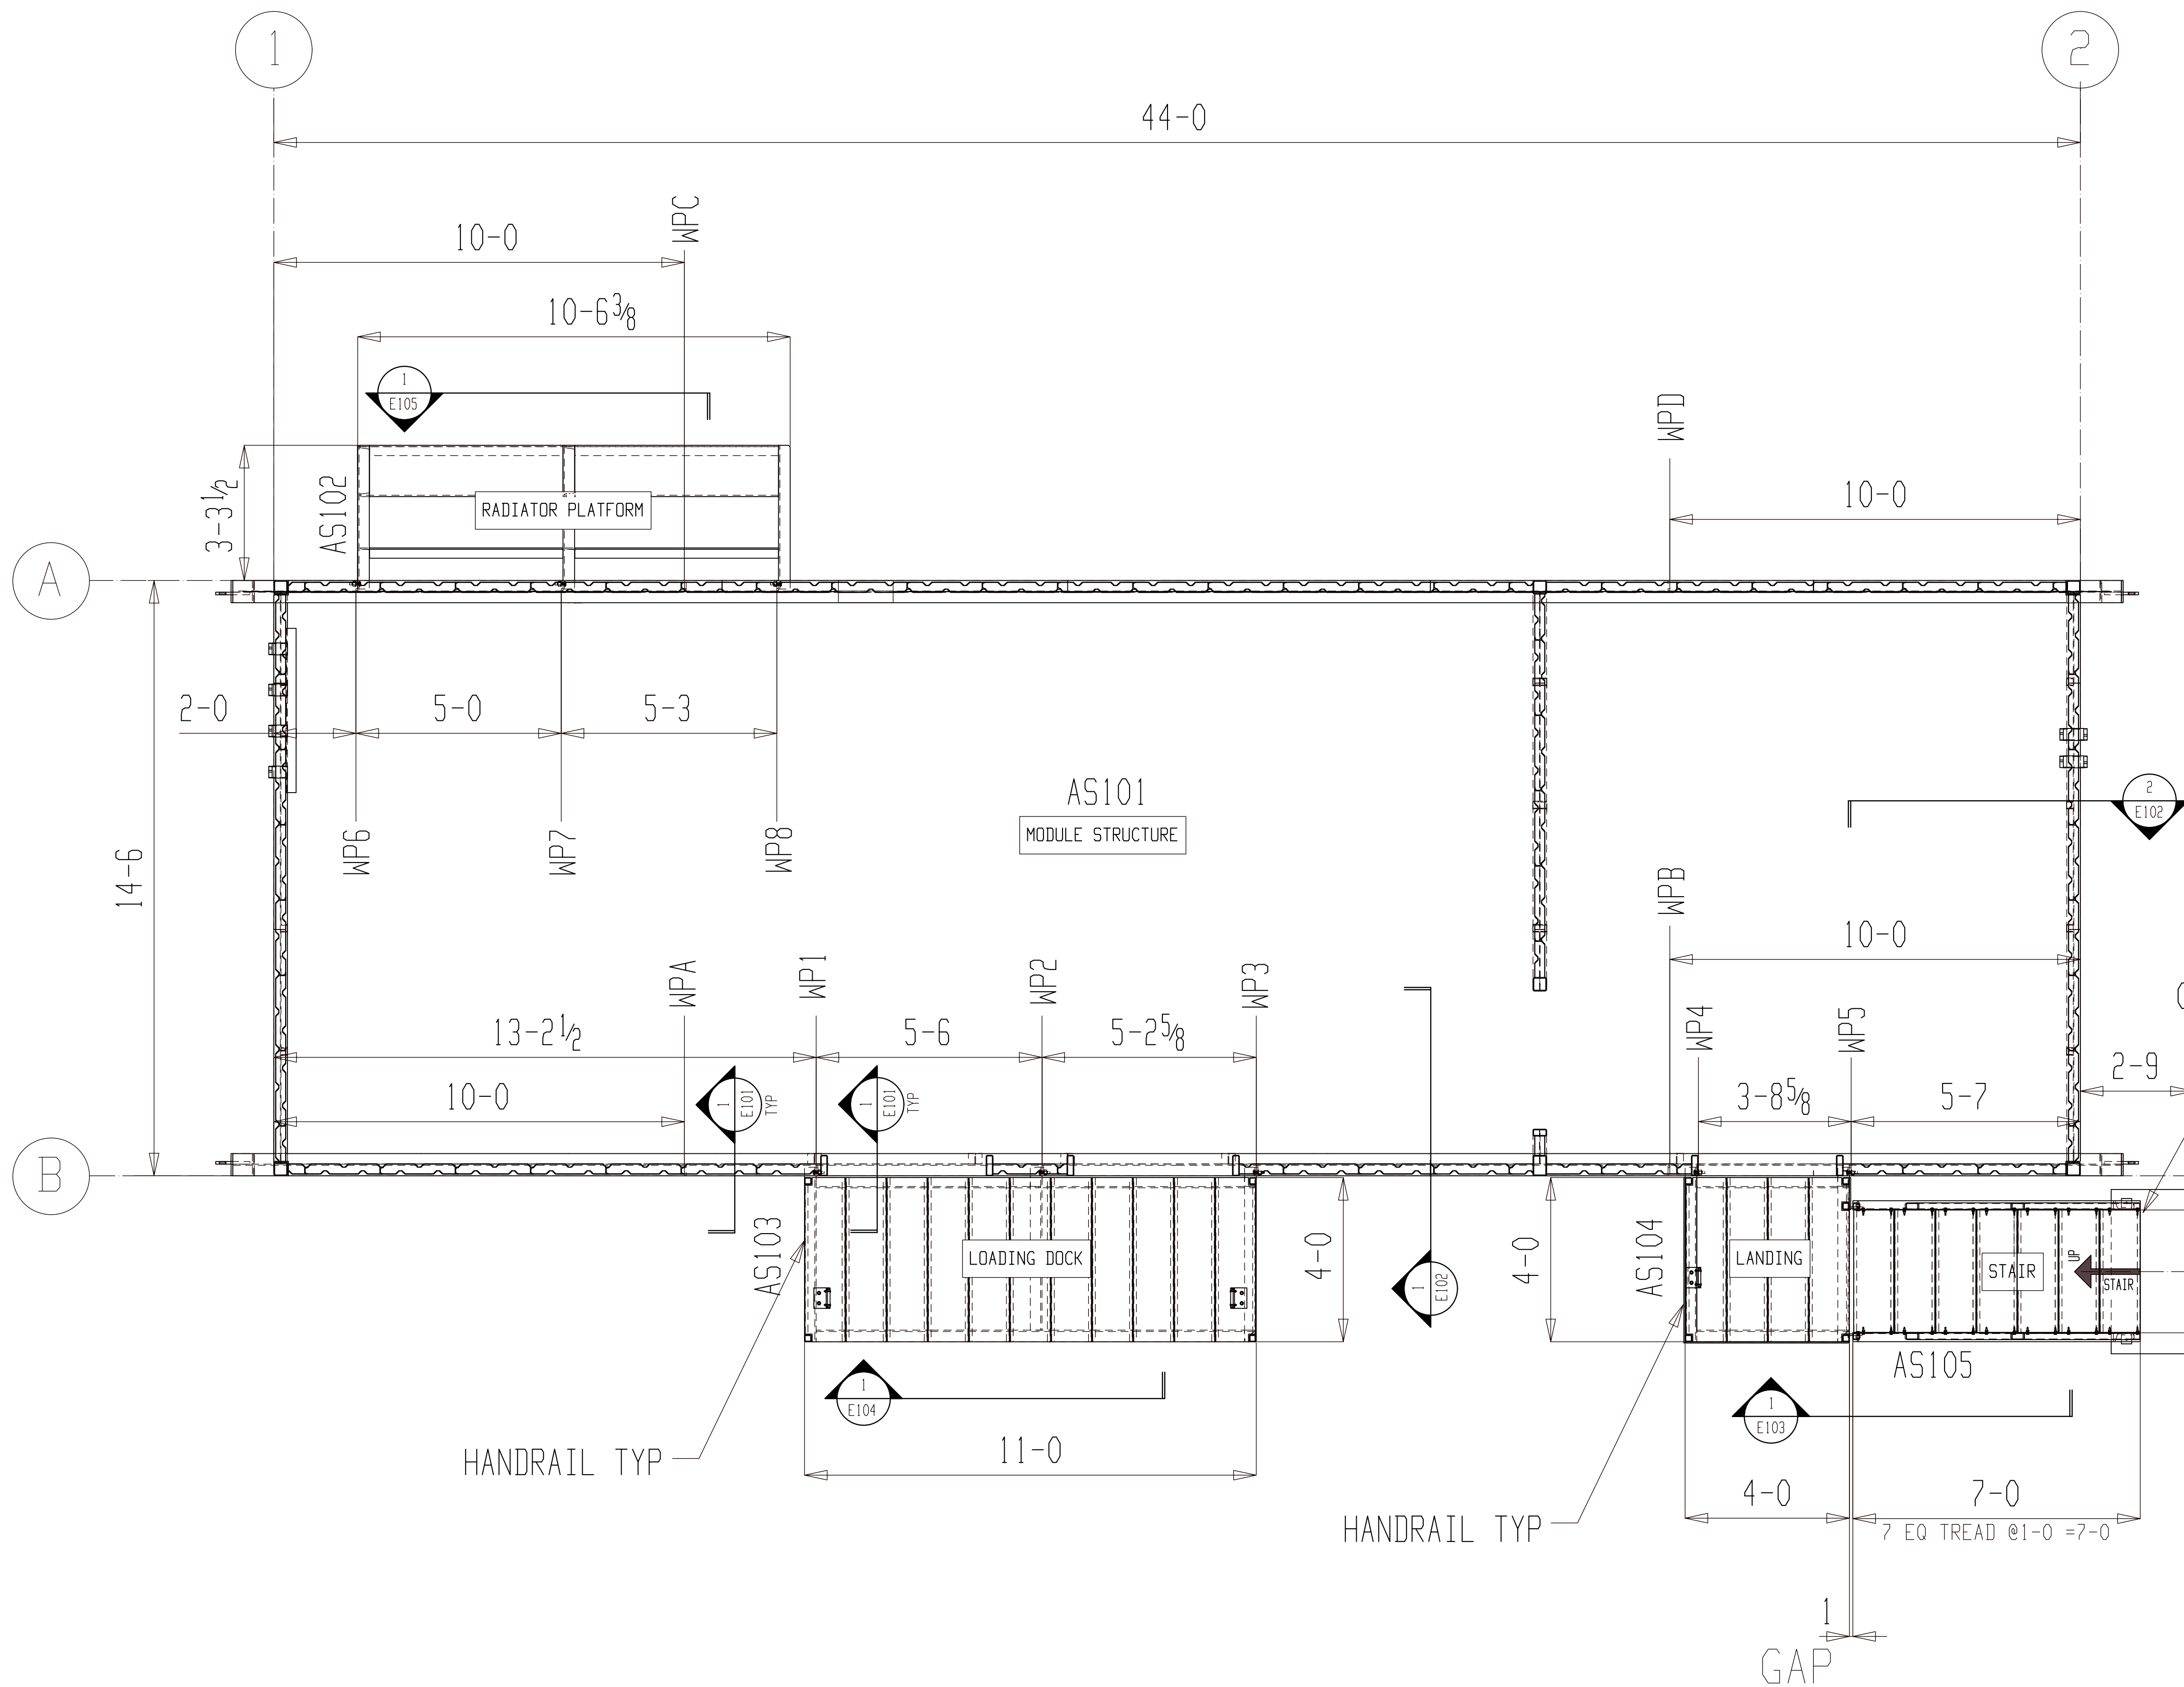 1
2
44-0
10-0
WPC
10-6 3/8
1
E105
WPD
3-3 1/2
AS102
RADIATOR PLATFORM
10-0
A
2-0
5-0
5-3
AS101
MODULE STRUCTURE
2
E102
WP6
WP7
WP8
14-6
WPB
10-0
WPA
WP1
WP2
WP3
13-2 1/2
5-6
5-2 5/8
WP4
WP5
2-9
10-0
1
E101
TYP
1
E101
TYP
3-8 5/8
5-7
B
AS103
LOADING DOCK
4-0
1
E102
4-0
AS104
LANDING
STAIR
UP
STAIR
AS105
1
E104
1
E103
HANDRAIL TYP
11-0
HANDRAIL TYP
4-0
7-0
7 EQ TREAD @1-0 =7-0
1
GAP